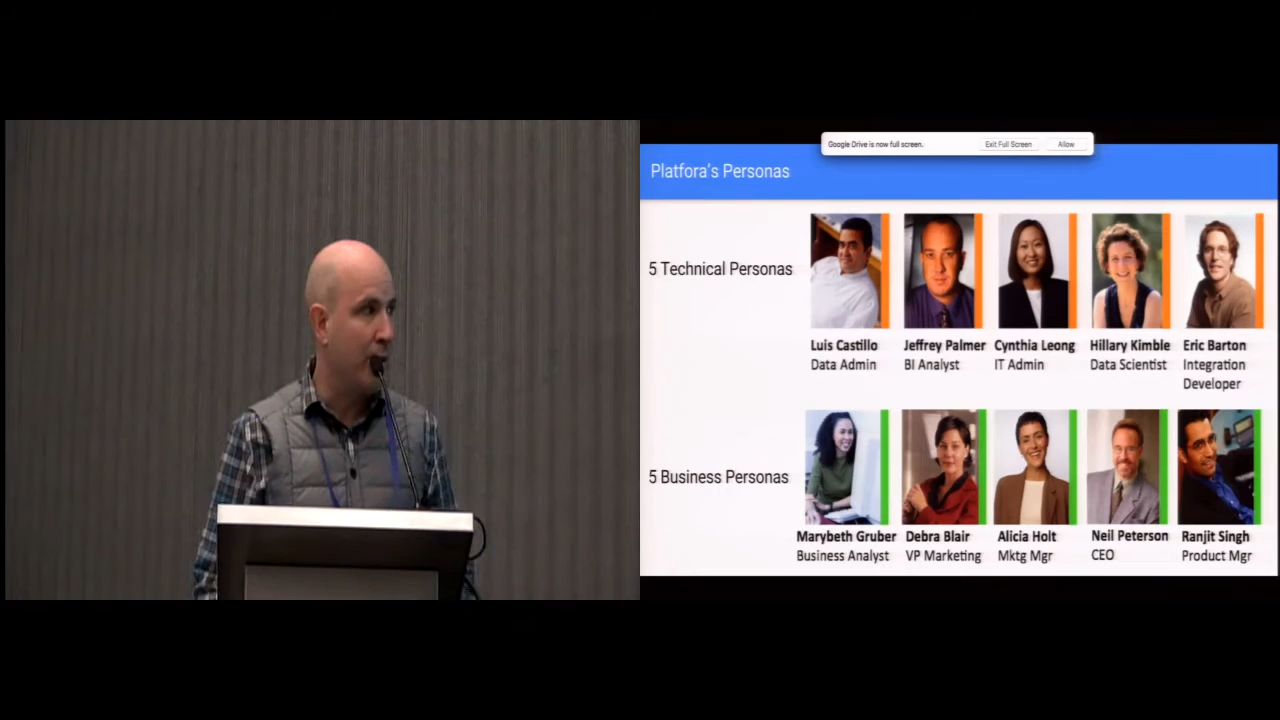 Google Drive is now full screen. Exit Full Screen Allow
Platfora's Personas
5 Technical Personas
Luis Castillo
Data Admin
Jeffrey Palmer
BI Analyst
Cynthia Leong
IT Admin
Hillary Kimble
Data Scientist
Eric Barton
Integration
Developer
5 Business Personas
Marybeth Gruber
Business Analyst
Debra Blair
VP Marketing
Alicia Holt
Mktg Mgr
Neil Peterson
CEO
Ranjit Singh
Product Mgr